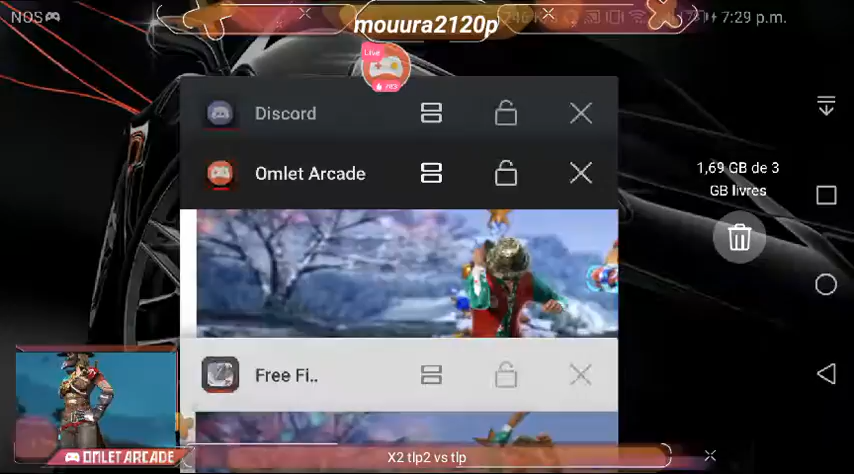 NOS
mouura2120p
7:29 p.m.
Live
Discord
Omlet Arcade
1,69 GB de 3
GB livres
Free Fi..
OMLET ARCADE
X2 tlp2 vs tlp